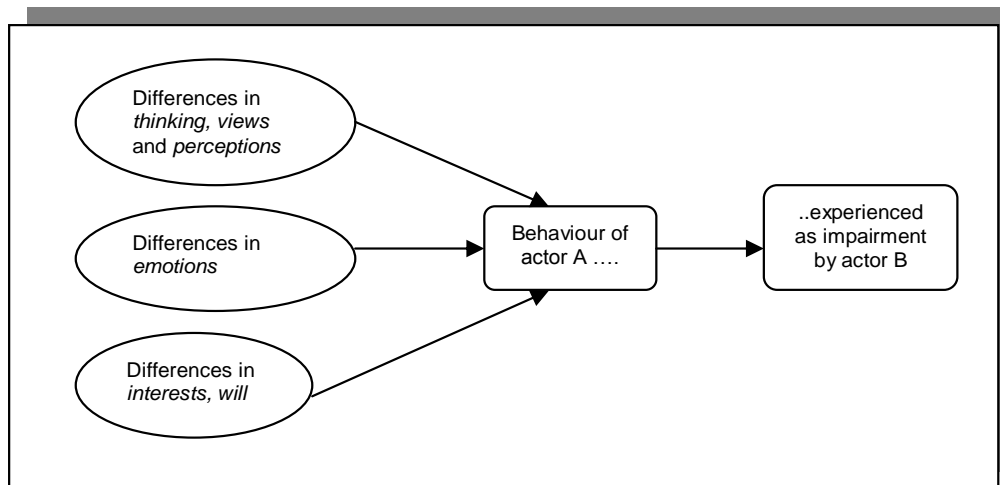 Differences in
thinking, views
and perceptions
Differences in
emotions
Differences in
interests, will
Behaviour of
actor A ....
..experienced
as impairment
by actor B